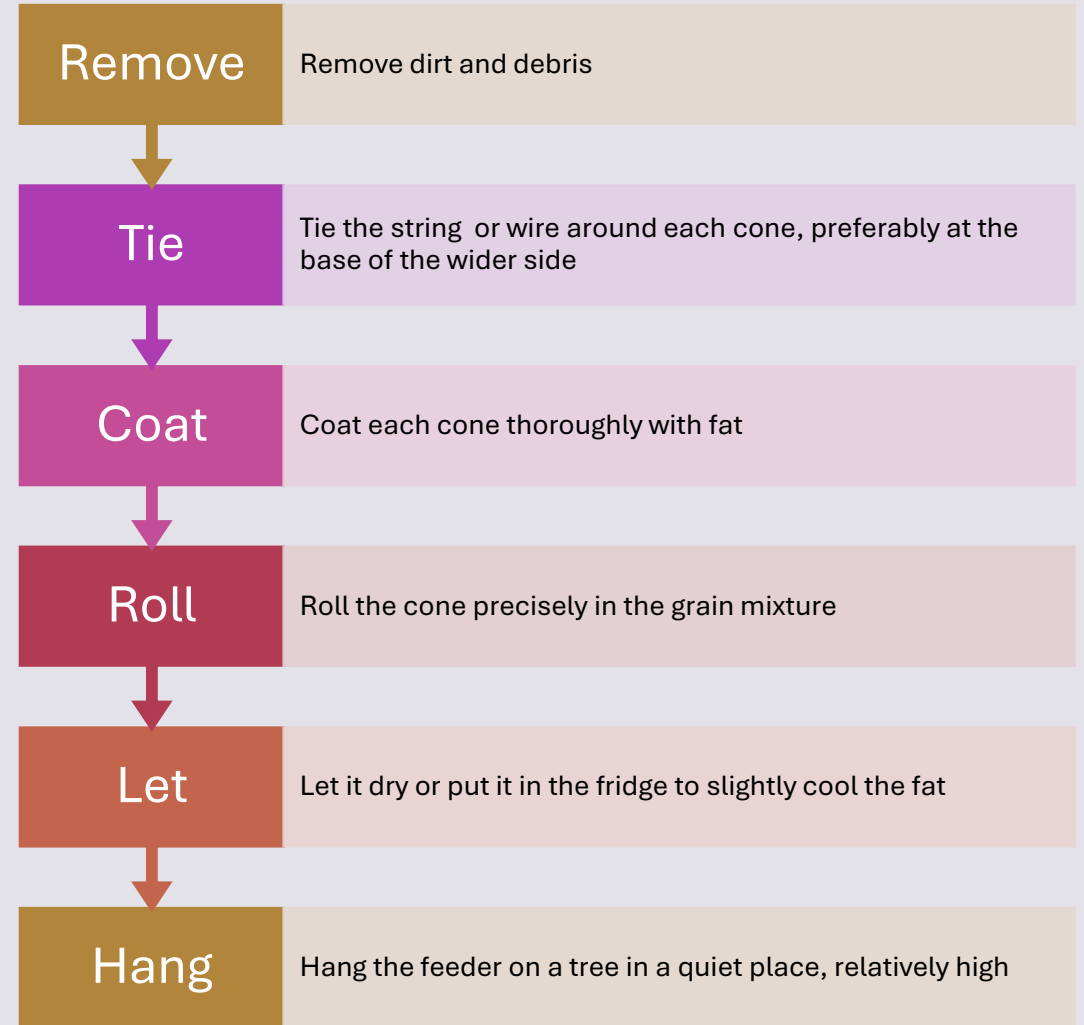 Remove
Remove dirt and debris
Tie
Tie the string  or wire around each cone, preferably at the
base of the wider side
Coat
Coat each cone thoroughly with fat
Roll
Roll the cone precisely in the grain mixture
Let
Let it dry or put it in the fridge to slightly cool the fat
Hang
Hang the feeder on a tree in a quiet place, relatively high